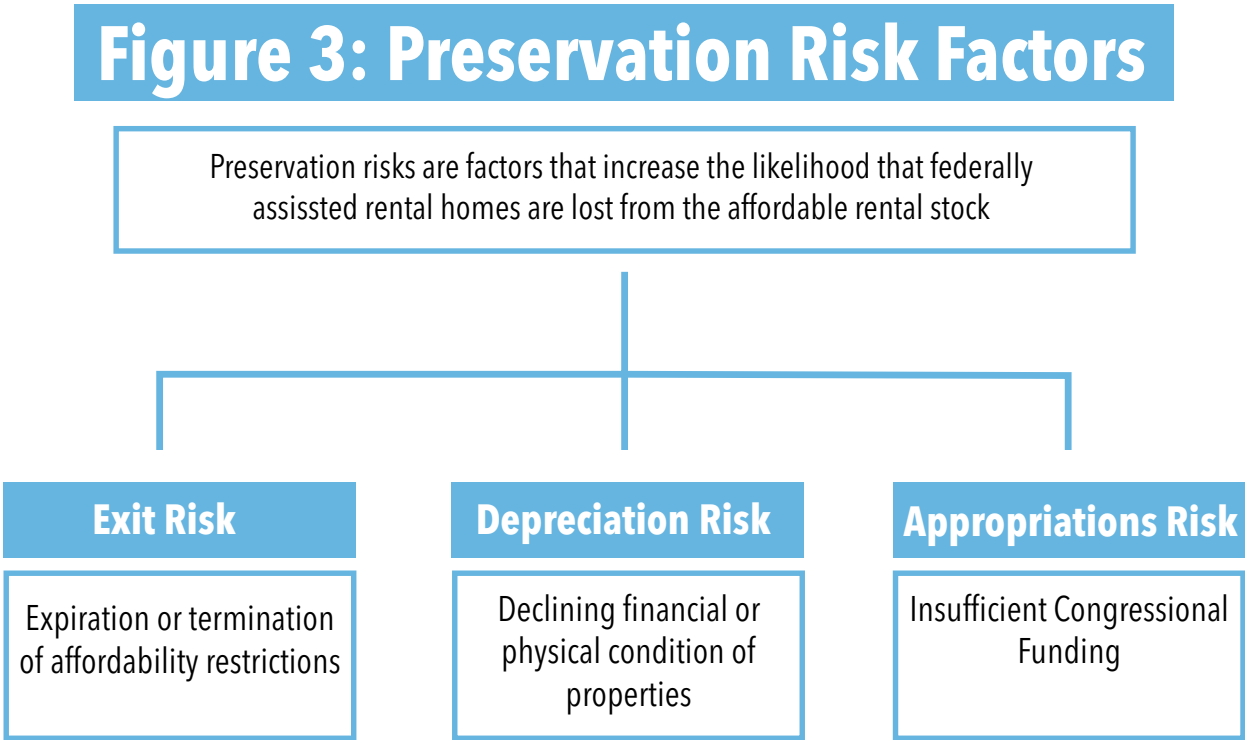 Figure 3: Preservation Risk Factors
Preservation risks are factors that increase the likelihood that federally
assissted rental homes are lost from the affordable rental stock
Exit Risk
Expiration or termination
of affordability restrictions
Depreciation Risk
Declining financial or
physical condition of
properties
Appropriations Risk
Insufficient Congressional
Funding